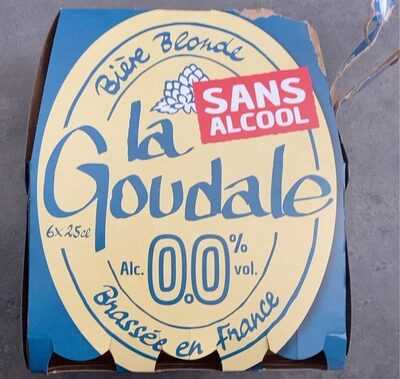 Bière Blonde
SANS
ALCOOL
la
Goudale
6x25cl
Alc. 0.0% vol.
Brassée en France